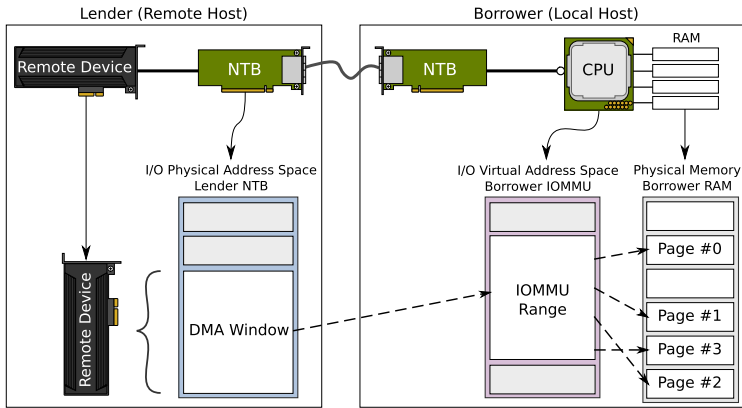 Lender (Remote Host)
Borrower (Local Host)
Remote Device
NTB
NTB
CPU
RAM
I/O Physical Address Space
Lender NTB
I/O Virtual Address Space
Borrower IOMMU
Physical Memory
Borrower RAM
Remote Device
DMA Window
IOMMU
Range
Page #0
Page #1
Page #3
Page #2